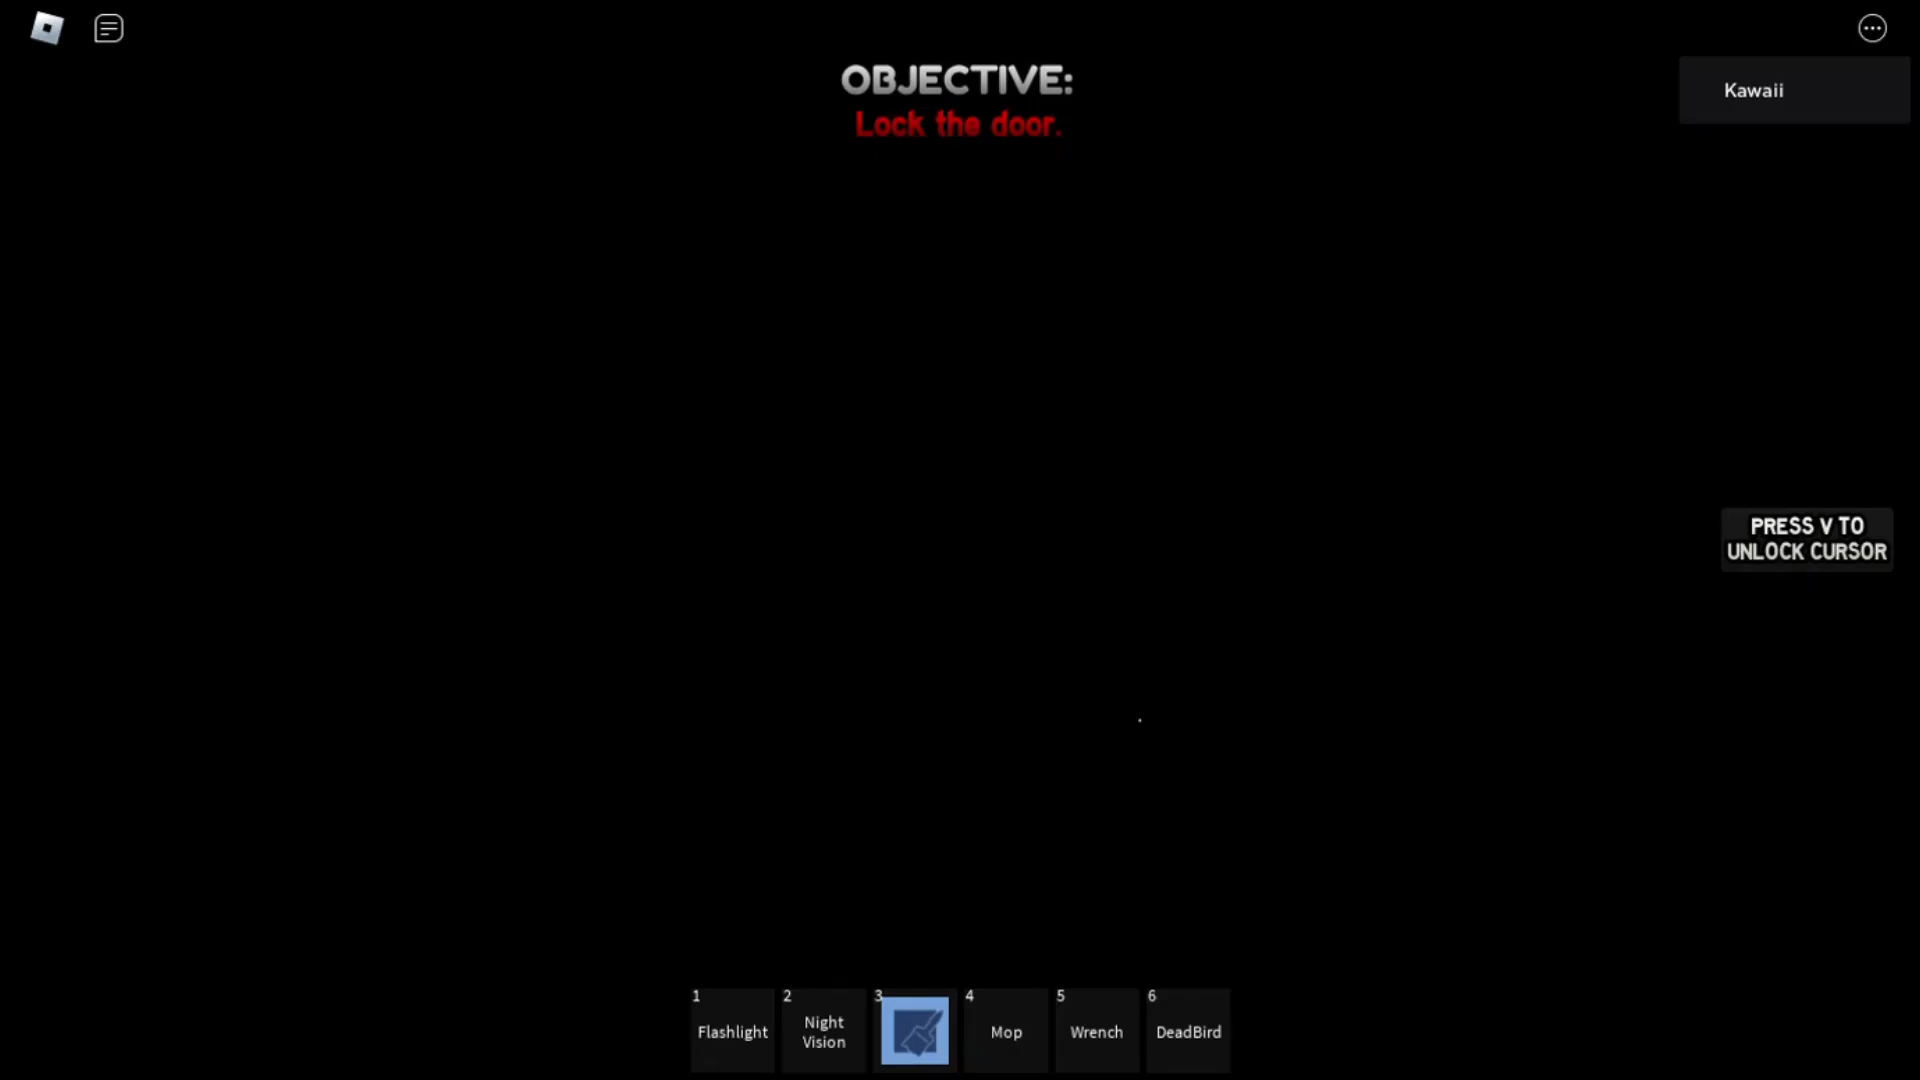 OBJECTIVE:
Lock the door.
Kawaii
PRESS V TO
UNLOCK CURSOR
1
Flashlight
2
Night
Vision
3
4
Mop
5
Wrench
6
DeadBird